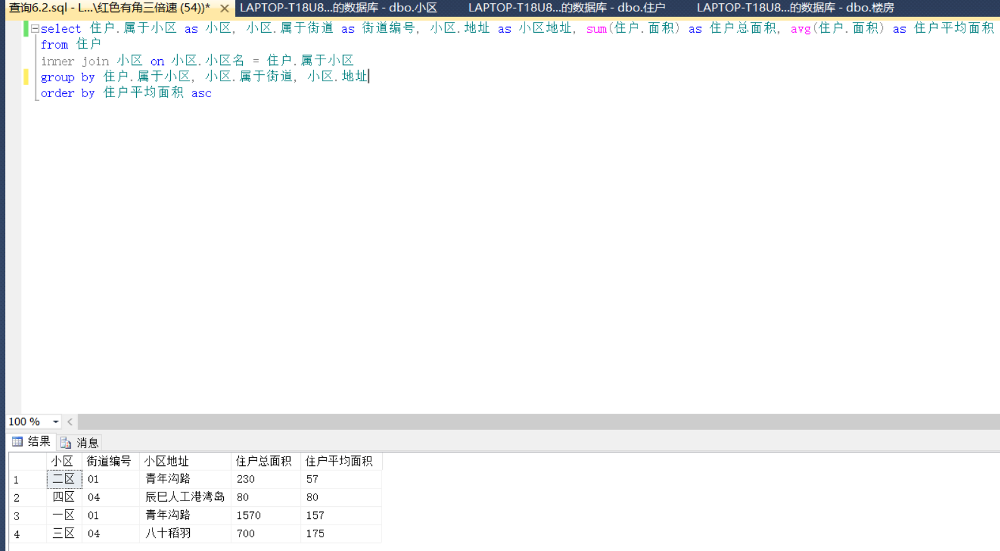 查询6.2.sql - L...\红色有角三倍速 (54))* LAPTOP-T18U8...的数据库 - dbo.小区 LAPTOP-T18U8...的数据库 - dbo.住户 LAPTOP-T18U8...的数据库 - dbo.楼房
select 住户.属于小区 as 小区, 小区.属于街道 as 街道编号, 小区.地址 as 小区地址, sum(住户.面积) as 住户总面积, avg(住户.面积) as 住户平均面积
from 住户
inner join 小区 on 小区.小区名 = 住户.属于小区
group by 住户.属于小区, 小区.属于街道, 小区.地址
order by 住户平均面积 asc
100 %
结果 消息
小区 街道编号 小区地址 住户总面积 住户平均面积
1 二区 01 青年沟路 230 57
2 四区 04 辰巳人工港湾岛 80 80
3 一区 01 青年沟路 1570 157
4 三区 04 八十稻羽 700 175